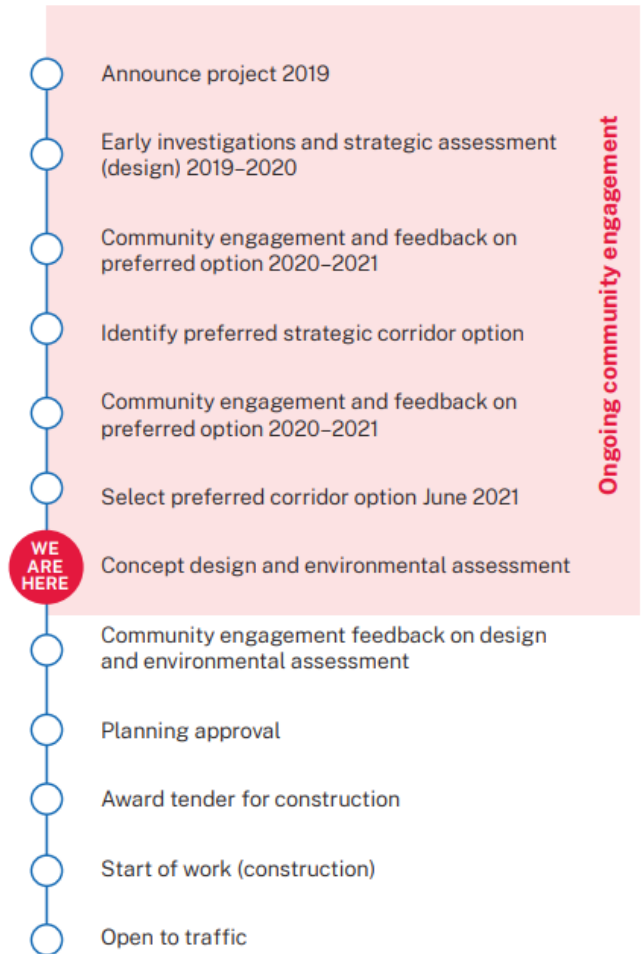 Announce project 2019
Early investigations and strategic assessment
(design) 2019–2020
Community engagement and feedback on
preferred option 2020–2021
Identify preferred strategic corridor option
Community engagement and feedback on
preferred option 2020–2021
Select preferred corridor option June 2021
WE
ARE
HERE
Concept design and environmental assessment
Ongoing community engagement
Community engagement feedback on design
and environmental assessment
Planning approval
Award tender for construction
Start of work (construction)
Open to traffic